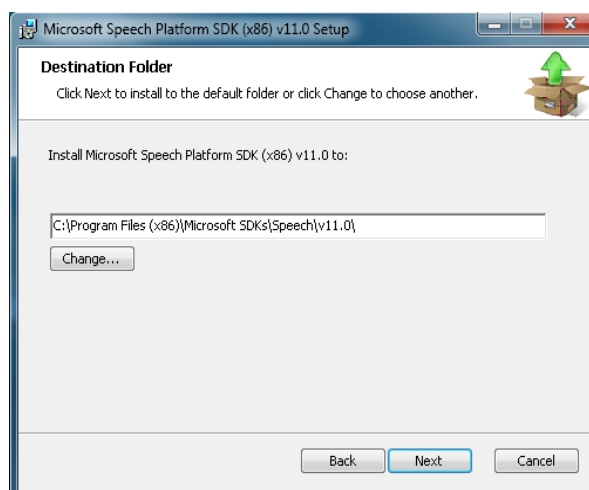 Microsoft Speech Platform SDK (x86) v11.0 Setup
Destination Folder
Click Next to install to the default folder or click Change to choose another.
Install Microsoft Speech Platform SDK (x86) v11.0 to:
C:\Program Files (x86)\Microsoft SDKs\Speech\v11.0\
Change...
Back Next Cancel